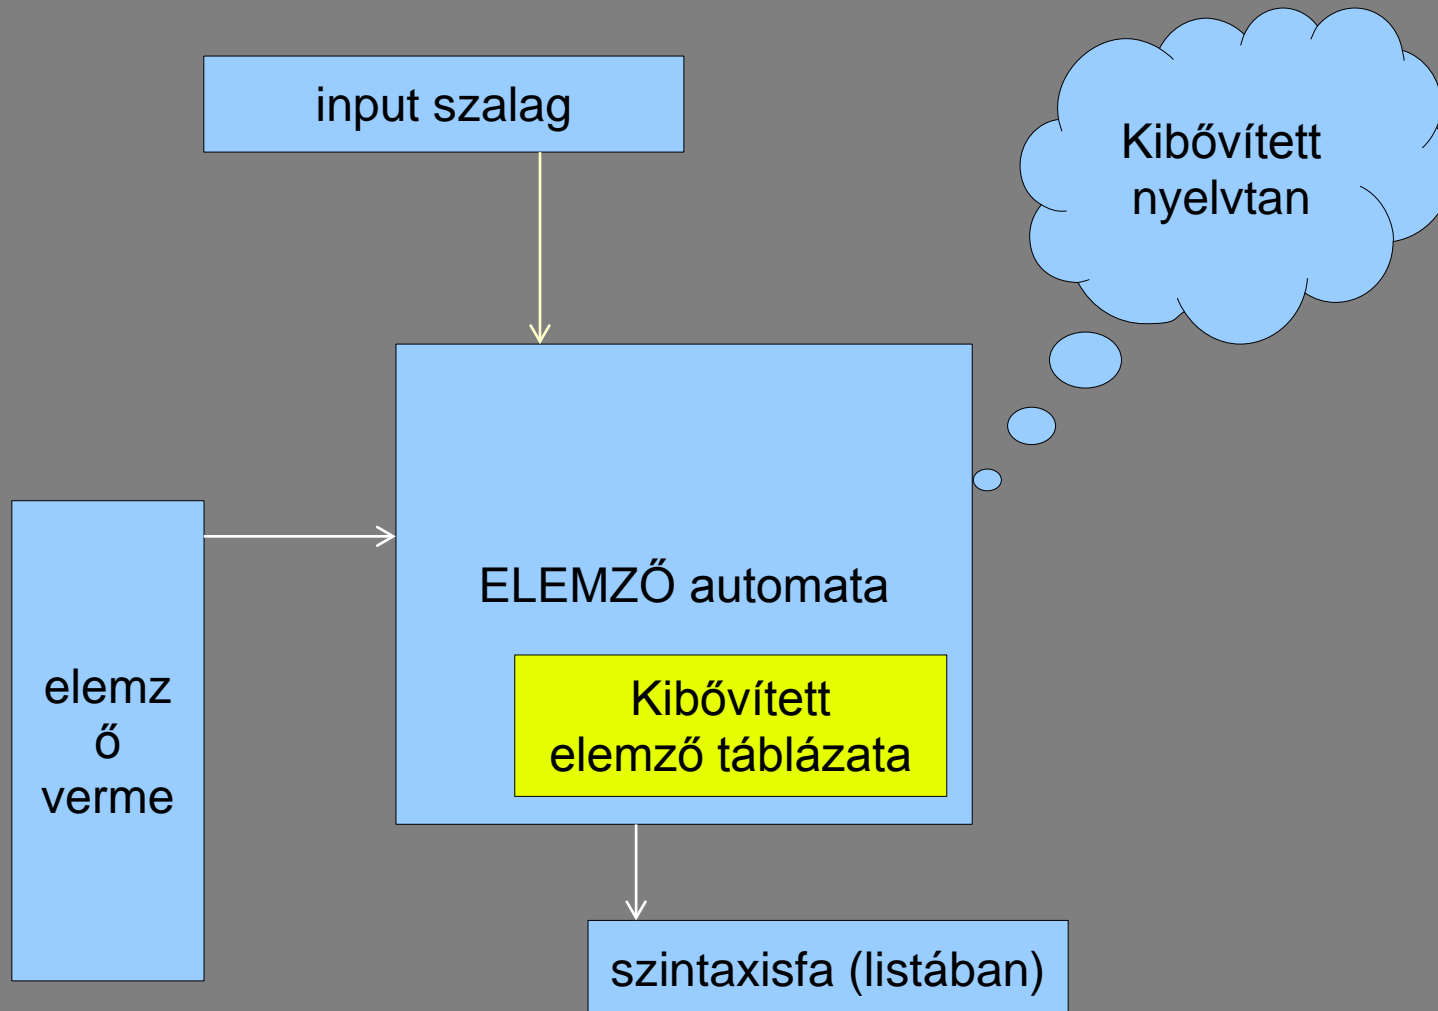 input szalag
Kibővített
nyelvtan
ELEMZŐ automata
elemz
ő
verme
Kibővített
elemző táblázata
szintaxisfa (listában)